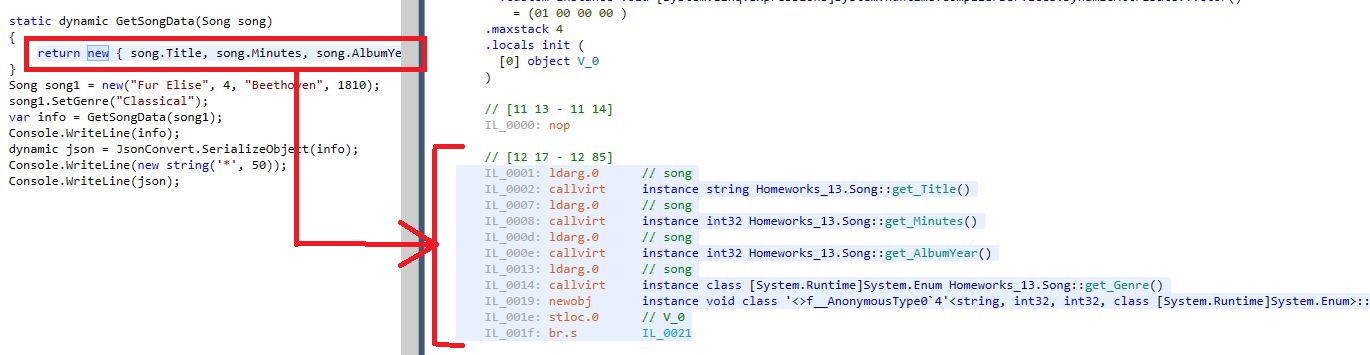 static dynamic GetSongData(Song song)
{
return new { song.Title, song.Minutes, song.AlbumYe
}
Song song1 = new("Fur Elise", 4, "Beethoven", 1810);
song1.SetGenre("Classical");
var info = GetSongData(song1);
Console.WriteLine(info);
dynamic json = JsonConvert.SerializeObject(info);
Console.WriteLine(new string('*', 50));
Console.WriteLine(json);
= (01 00 00 00 )
.maxstack 4
.locals init (
[0] object V_0
)
// [11 13 - 11 14]
IL_0000: nop
// [12 17 - 12 85]
IL_0001: ldarg.0 // song
IL_0002: callvirt instance string Homeworks_13.Song::get_Title()
IL_0007: ldarg.0 // song
IL_0008: callvirt instance int32 Homeworks_13.Song::get_Minutes()
IL_000d: ldarg.0 // song
IL_000e: callvirt instance int32 Homeworks_13.Song::get_AlbumYear()
IL_0013: ldarg.0 // song
IL_0014: callvirt instance class [System.Runtime]System.Enum Homeworks_13.Song::get_Genre()
IL_0019: newobj instance void class '<>f__AnonymousType0`4'<string, int32, int32, class [System.Runtime]System.Enum>::
IL_001e: stloc.0 // V_0
IL_001f: br.s IL_0021